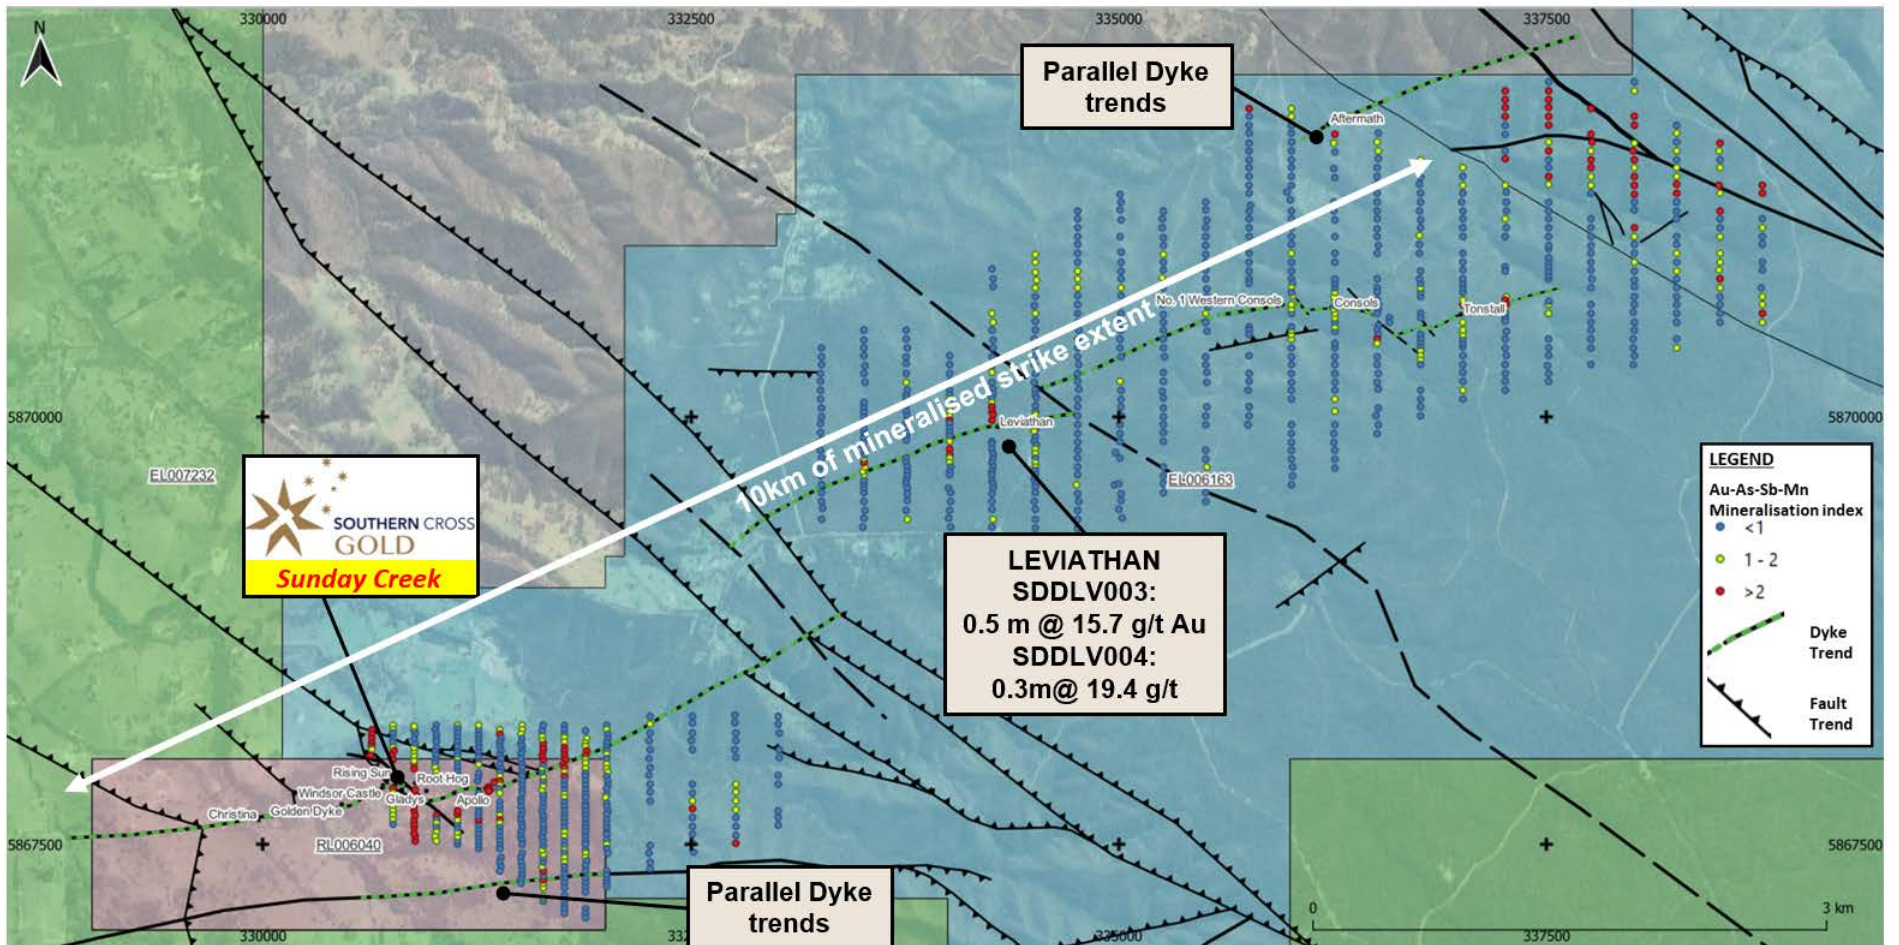 330000
332500
335000
337500
N
Parallel Dyke
trends
Aftermath
10km of mineralised strike extent
No. 1 Western Consols
Consols
Tonstall
5870000
5870000
Leviathan
EL007232
EL006163
SOUTHERN CROSS
GOLD
Sunday Creek
LEVIATHAN
SDDLV003:
0.5 m @ 15.7 g/t Au
SDDLV004:
0.3m@ 19.4 g/t
LEGEND
Au-As-Sb-Mn
Mineralisation index
<1
1 - 2
>2
Dyke
Trend
Fault
Trend
Rising Sun
Root Hog
Windsor Castle
Gladys
Apollo
Golden Dyke
Christina
5867500
RL006040
5867500
Parallel Dyke
trends
0
3 km
330000
335000
337500